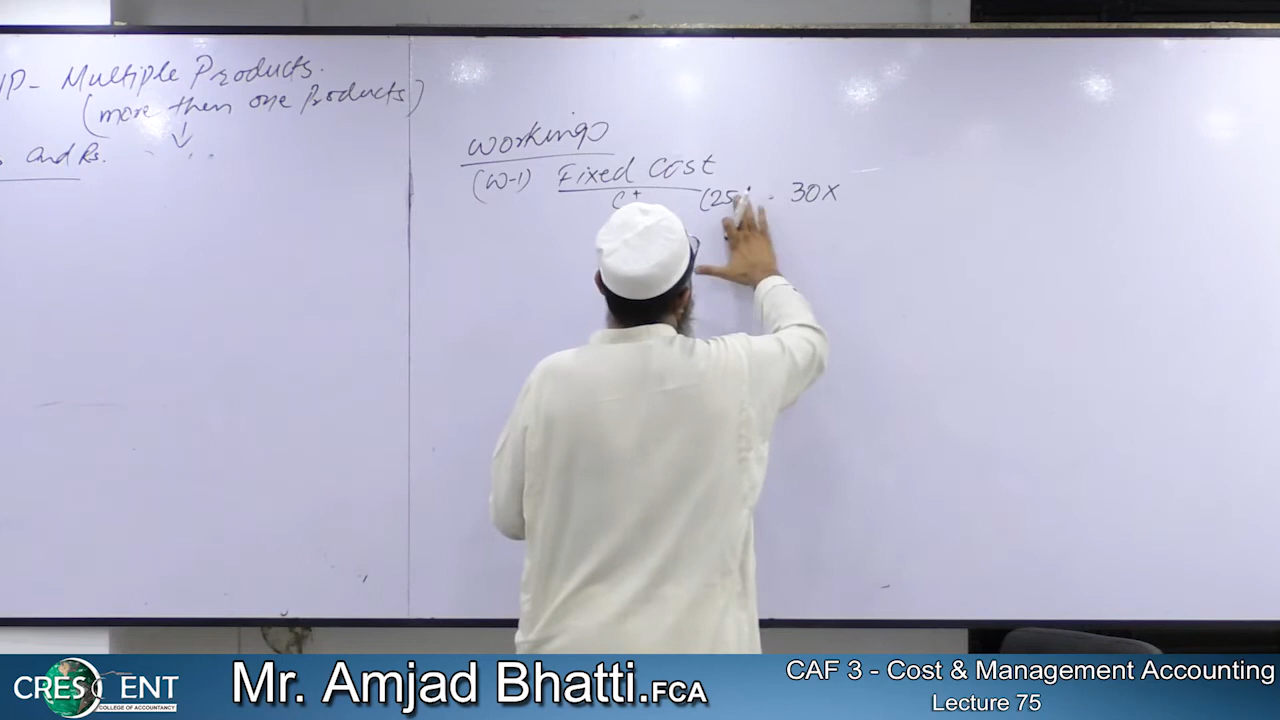 P- Multiple Products.
(more then one Products)
and Rs.
Workings
(W-1) Fixed Cost
(25 30X
CRESCENT
COLLEGE OF ACCOUNTANCY
Mr. Amjad Bhatti.FCA
CAF 3 - Cost & Management Accounting
Lecture 75